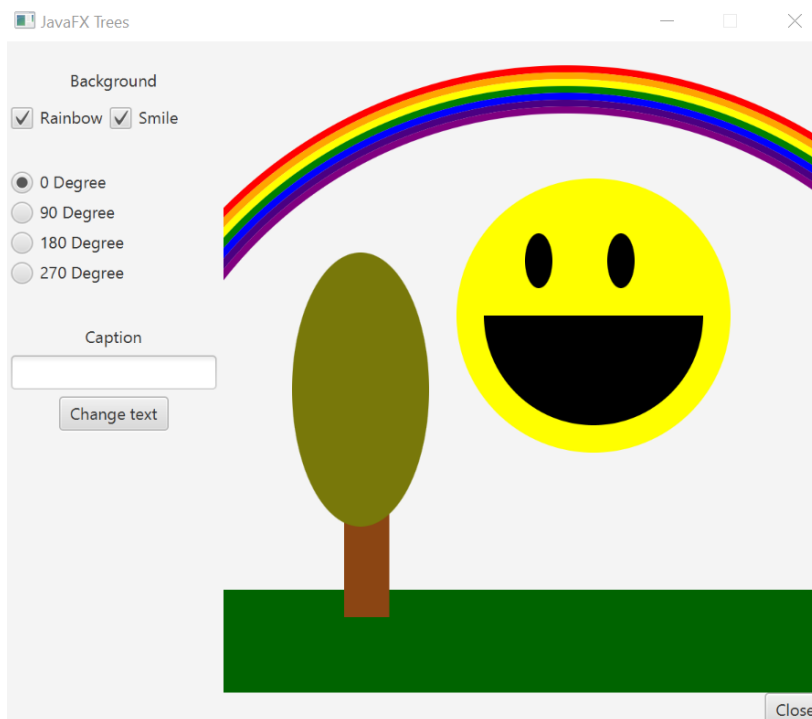 JavaFX Trees
Background
Rainbow Smile
0 Degree
90 Degree
180 Degree
270 Degree
Caption
Change text
Close